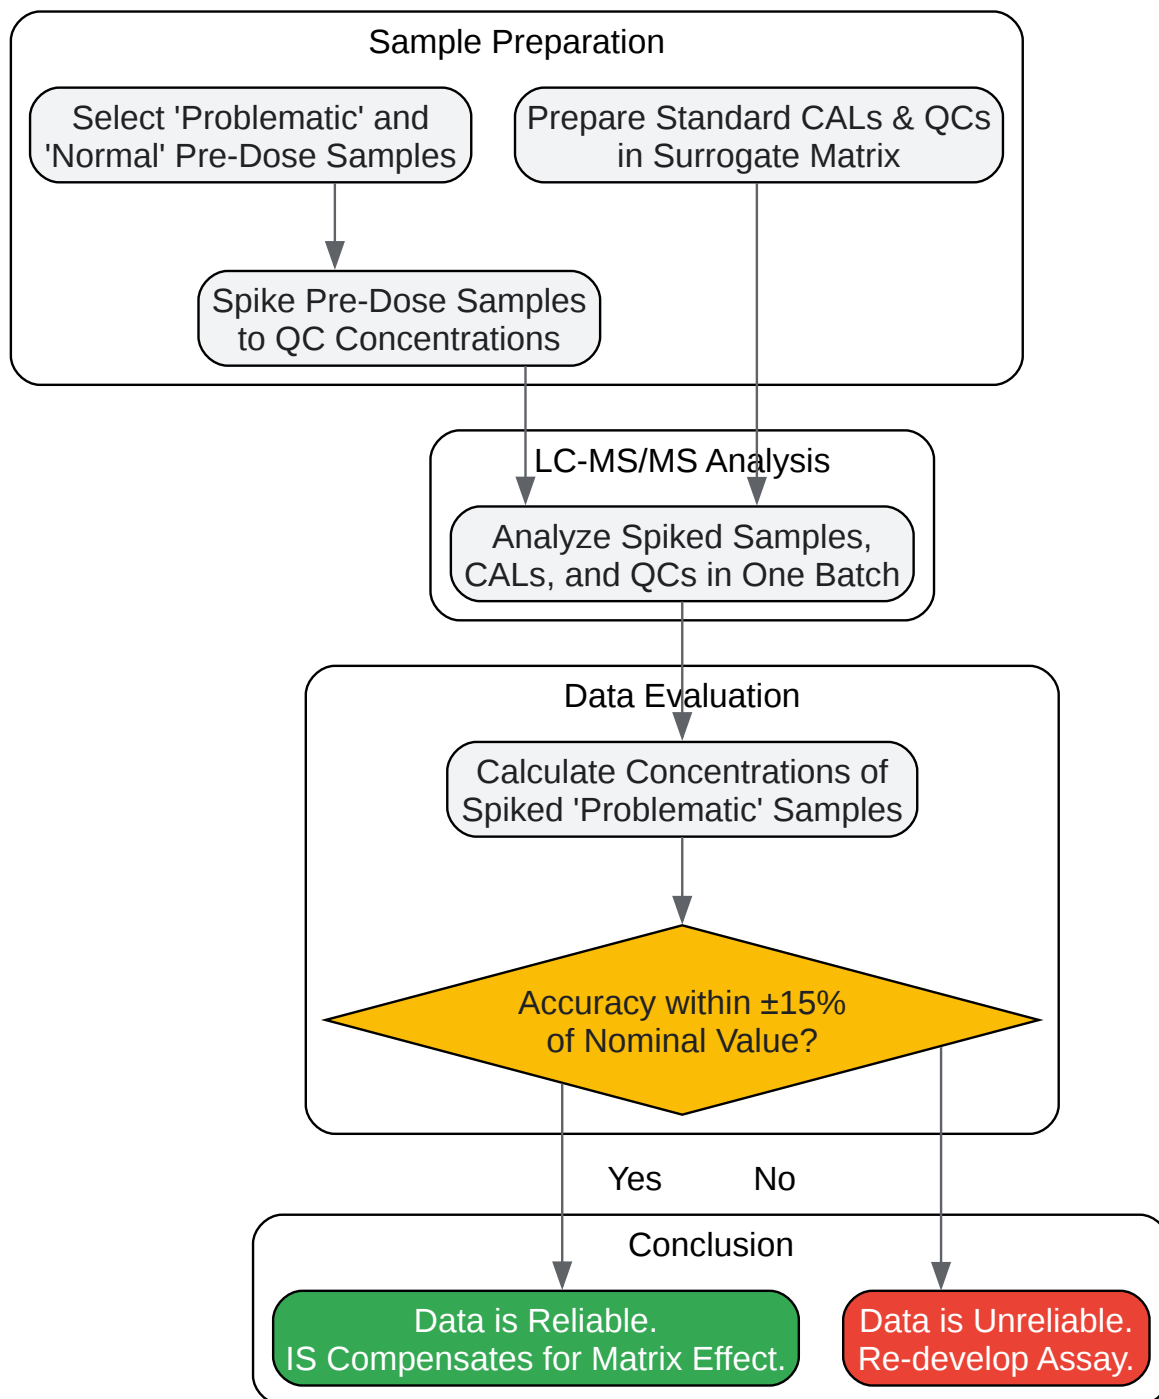 Sample Preparation
Select 'Problematic' and
'Normal' Pre-Dose Samples
Prepare Standard CALs & QCs
in Surrogate Matrix
Spike Pre-Dose Samples
to QC Concentrations
LC-MS/MS Analysis
Analyze Spiked Samples,
CALs, and QCs in One Batch
Data Evaluation
Calculate Concentrations of
Spiked 'Problematic' Samples
Accuracy within ±15%
of Nominal Value?
Yes
No
Conclusion
Data is Reliable.
IS Compensates for Matrix Effect.
Data is Unreliable.
Re-develop Assay.